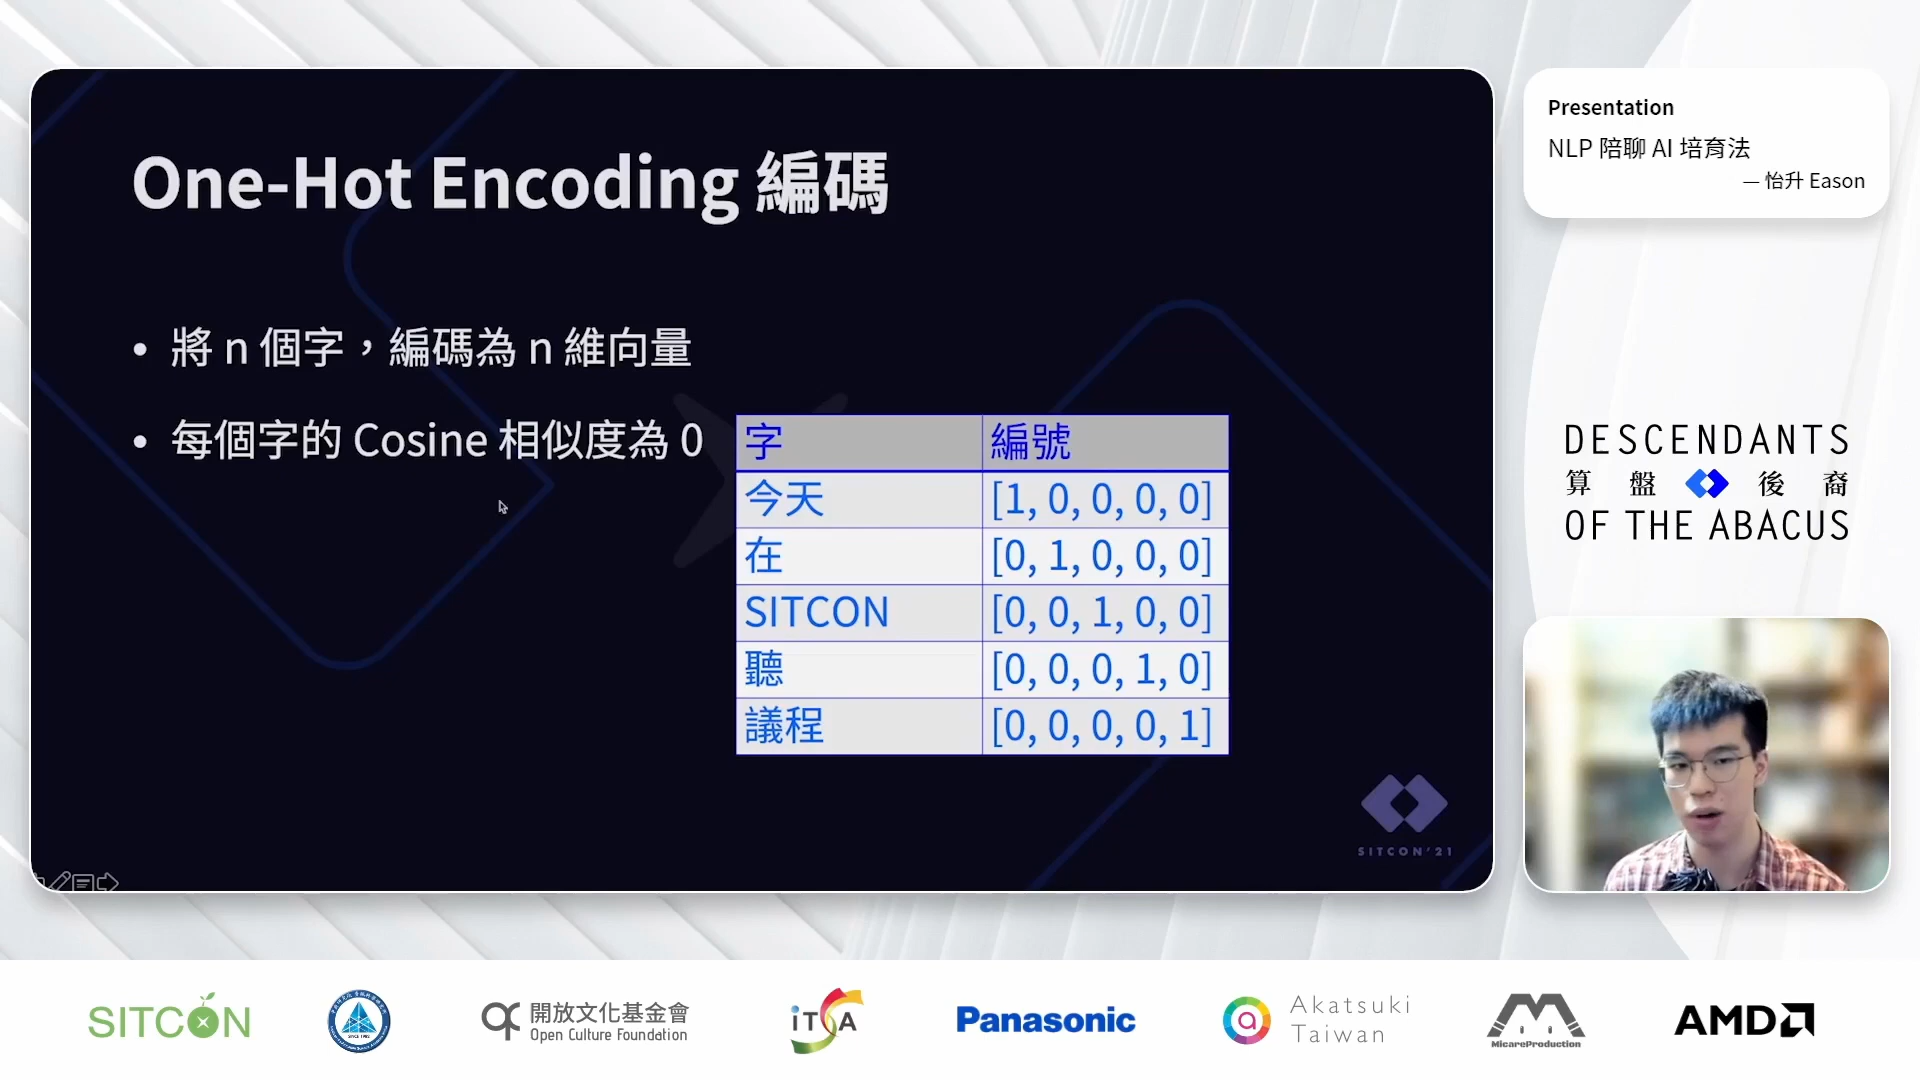 One-Hot Encoding 編碼
• 將 n 個字，編碼為 n 維向量
• 每個字的 Cosine 相似度為 0
字 編號
今天 [1, 0, 0, 0, 0]
在 [0, 1, 0, 0, 0]
SITCON [0, 0, 1, 0, 0]
聽 [0, 0, 0, 1, 0]
議程 [0, 0, 0, 0, 1]
SITCON'21
Presentation
NLP 陪聊 AI 培育法
— 怡升 Eason
DESCENDANTS
算盤後裔
OF THE ABACUS
SITCON
開放文化基金會
Open Culture Foundation
iTSA
Panasonic
Akatsuki
Taiwan
MicareProduction
AMD